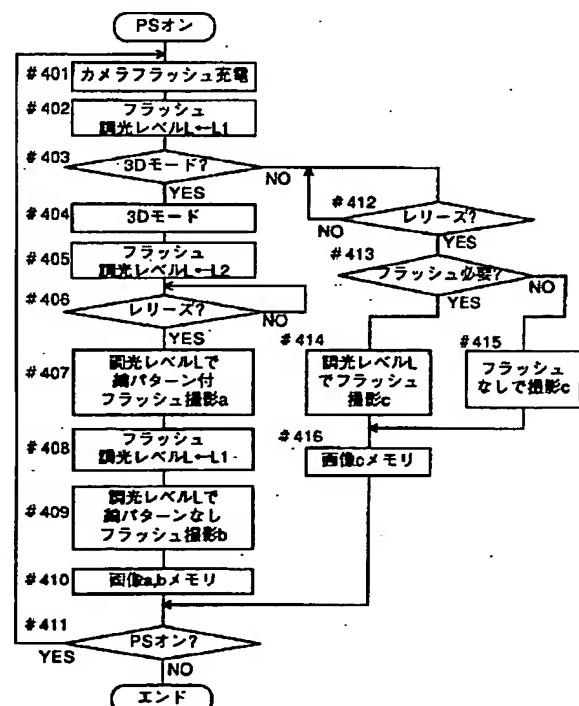 PSオン
#401
カメラフラッシュ充電
#402
フラッシュ
調光レベルL←L1
#403
3Dモード?
NO
YES
#404
3Dモード
#405
フラッシュ
調光レベルL←L2
#406
レリーズ?
NO
YES
#407
調光レベルLで
縞パターン付
フラッシュ撮影a
#408
フラッシュ
調光レベルL←L1
#409
調光レベルLで
縞パターンなし
フラッシュ撮影b
#410
画像a,bメモリ
#411
PSオン?
YES
NO
エンド
#412
レリーズ?
NO
YES
#413
フラッシュ必要?
NO
YES
#414
調光レベルL
でフラッシュ
撮影c
#415
フラッシュ
なしで撮影c
#416
画像cメモリ